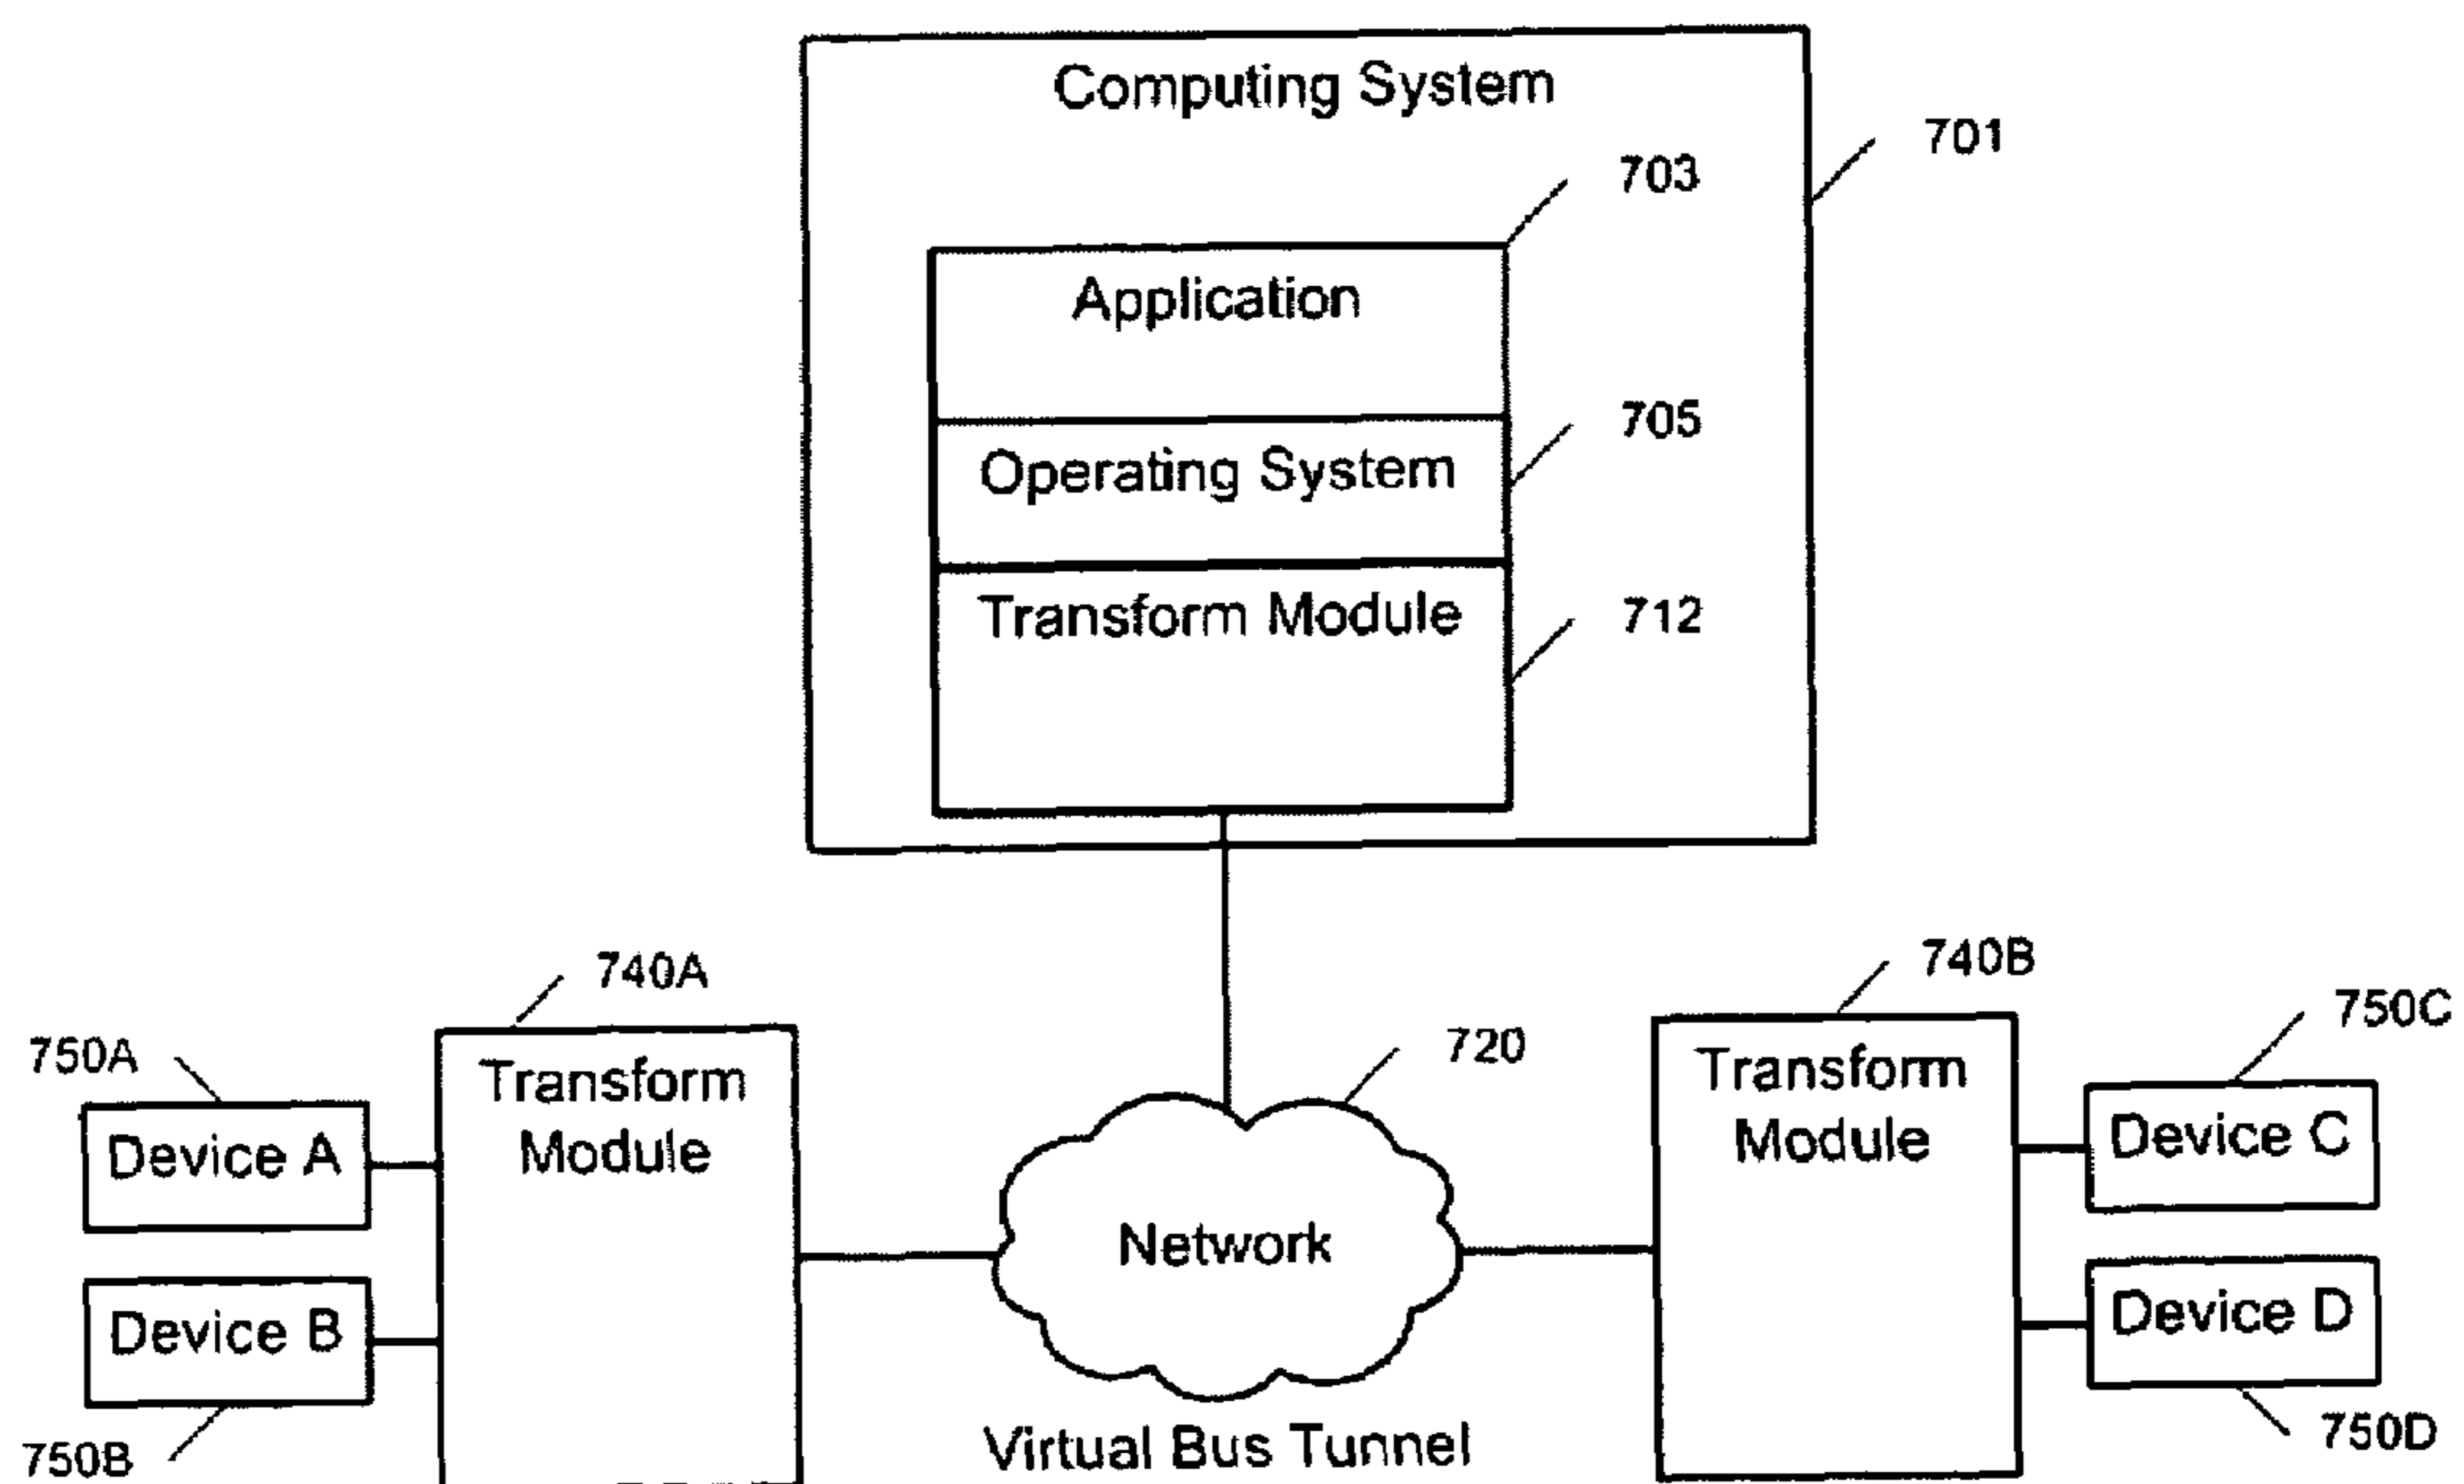 Computing System
701
703
Application
705
Operating System
712
Transform Module
740A
740B
750C
750A
Transform
Module
720
Transform
Module
Device A
Device C
Network
Device B
Device D
750B
Virtual Bus Tunnel
750D